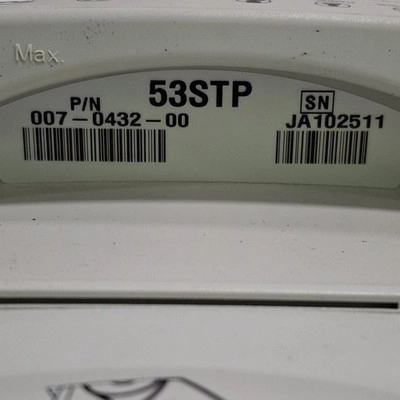 Max.
53STP
P/N
SN
007-0432-00
JA102511